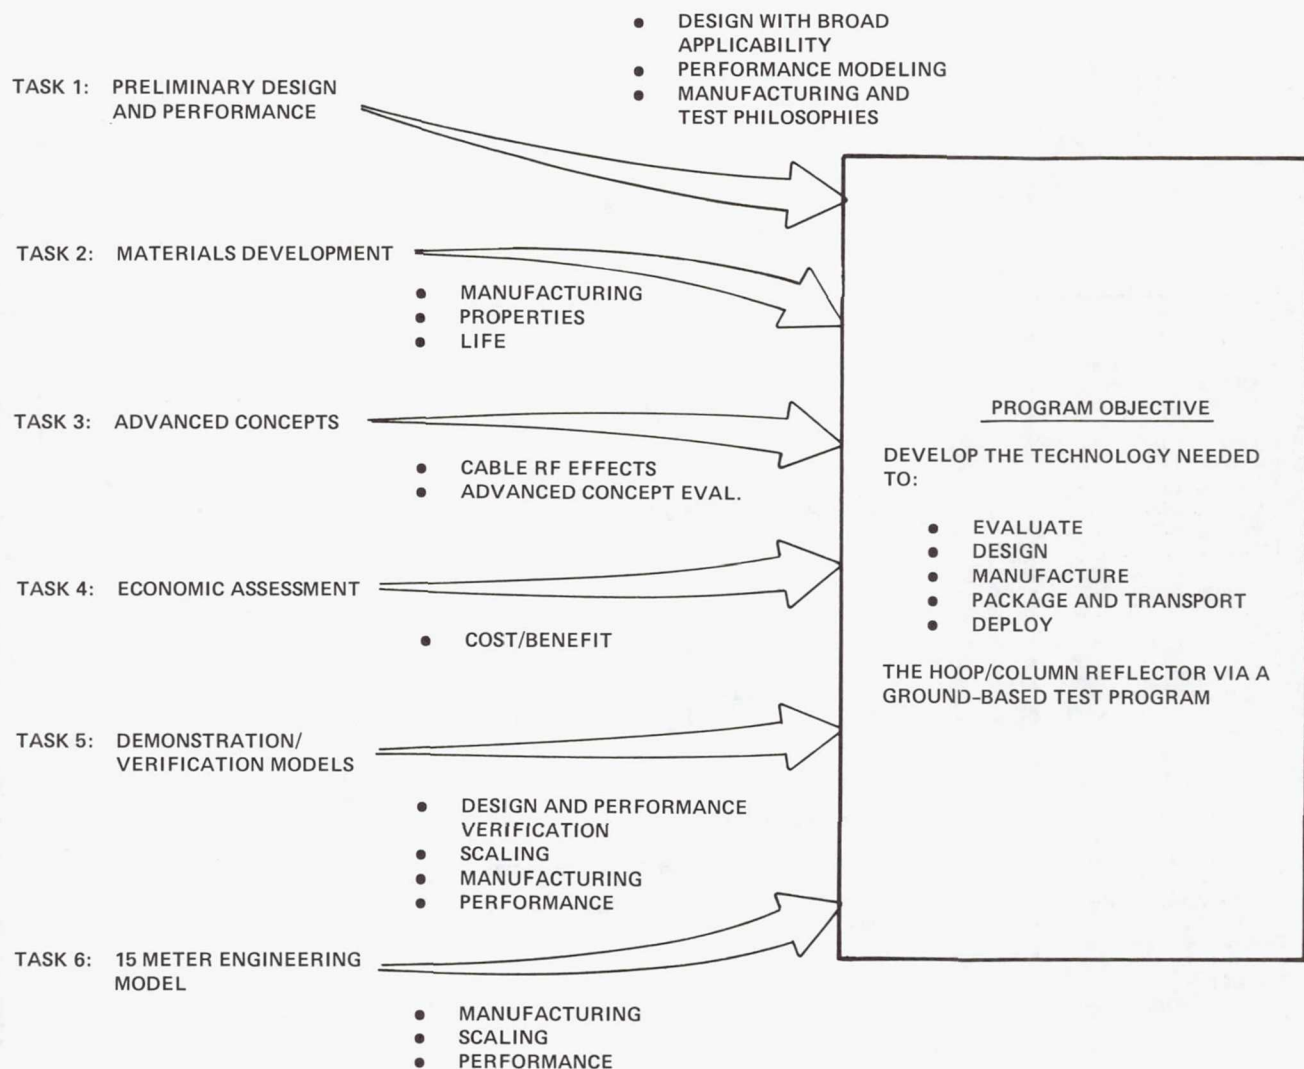 ● DESIGN WITH BROAD
APPLICABILITY
● PERFORMANCE MODELING
● MANUFACTURING AND
TEST PHILOSOPHIES
TASK 1: PRELIMINARY DESIGN
AND PERFORMANCE
TASK 2: MATERIALS DEVELOPMENT
● MANUFACTURING
● PROPERTIES
● LIFE
TASK 3: ADVANCED CONCEPTS
● CABLE RF EFFECTS
● ADVANCED CONCEPT EVAL.
TASK 4: ECONOMIC ASSESSMENT
● COST/BENEFIT
TASK 5: DEMONSTRATION/
VERIFICATION MODELS
● DESIGN AND PERFORMANCE
VERIFICATION
● SCALING
● MANUFACTURING
● PERFORMANCE
TASK 6: 15 METER ENGINEERING
MODEL
● MANUFACTURING
● SCALING
● PERFORMANCE
PROGRAM OBJECTIVE
DEVELOP THE TECHNOLOGY NEEDED
TO:
● EVALUATE
● DESIGN
● MANUFACTURE
● PACKAGE AND TRANSPORT
● DEPLOY
THE HOOP/COLUMN REFLECTOR VIA A
GROUND-BASED TEST PROGRAM